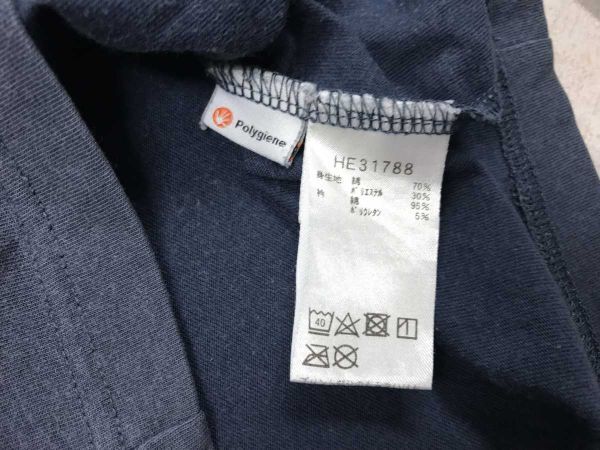 Polygiene
HE31788
身生地 綿 70%
ポリエステル 30%
衿 綿 95%
ポリウレタン 5%
40